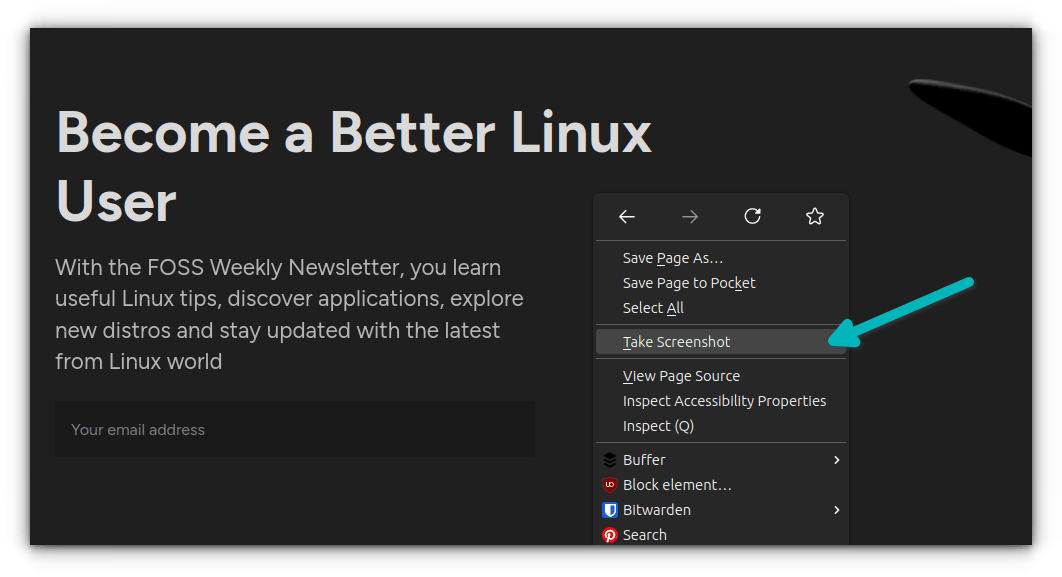 Become a Better Linux
User
With the FOSS Weekly Newsletter, you learn
useful Linux tips, discover applications, explore
new distros and stay updated with the latest
from Linux world
Your email address
Save Page As…
Save Page to Pocket
Select All
Take Screenshot
View Page Source
Inspect Accessibility Properties
Inspect (Q)
Buffer
Block element…
Bitwarden
Search